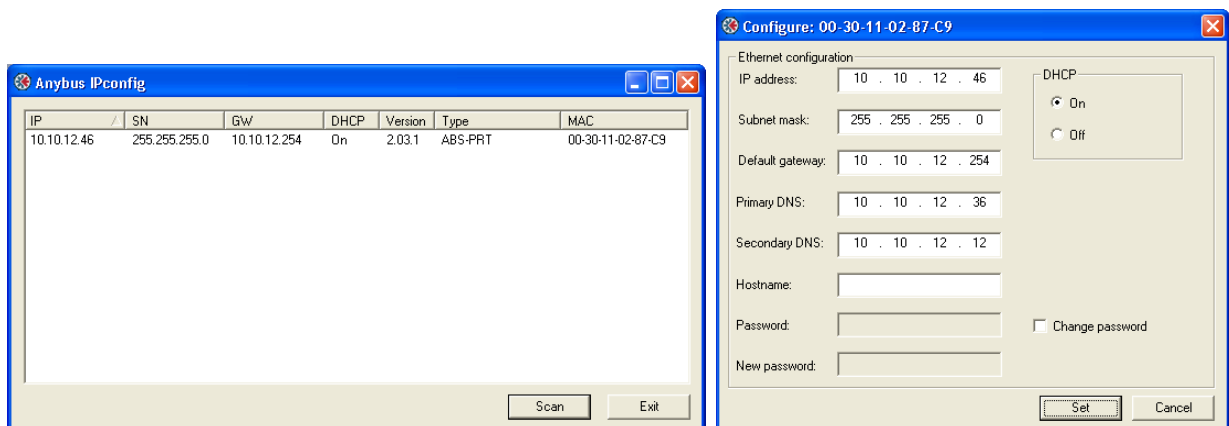 Anybus IPconfig
IP SN GW DHCP Version Type MAC
10.10.12.46 255.255.255.0 10.10.12.254 On 2.03.1 ABS-PRT 00-30-11-02-87-C9
Scan Exit
Configure: 00-30-11-02-87-C9
Ethernet configuration
IP address: 10 . 10 . 12 . 46
DHCP
On
Subnet mask: 255 . 255 . 255 . 0
Off
Default gateway: 10 . 10 . 12 . 254
Primary DNS: 10 . 10 . 12 . 36
Secondary DNS: 10 . 10 . 12 . 12
Hostname:
Password:
Change password
New password:
Set Cancel